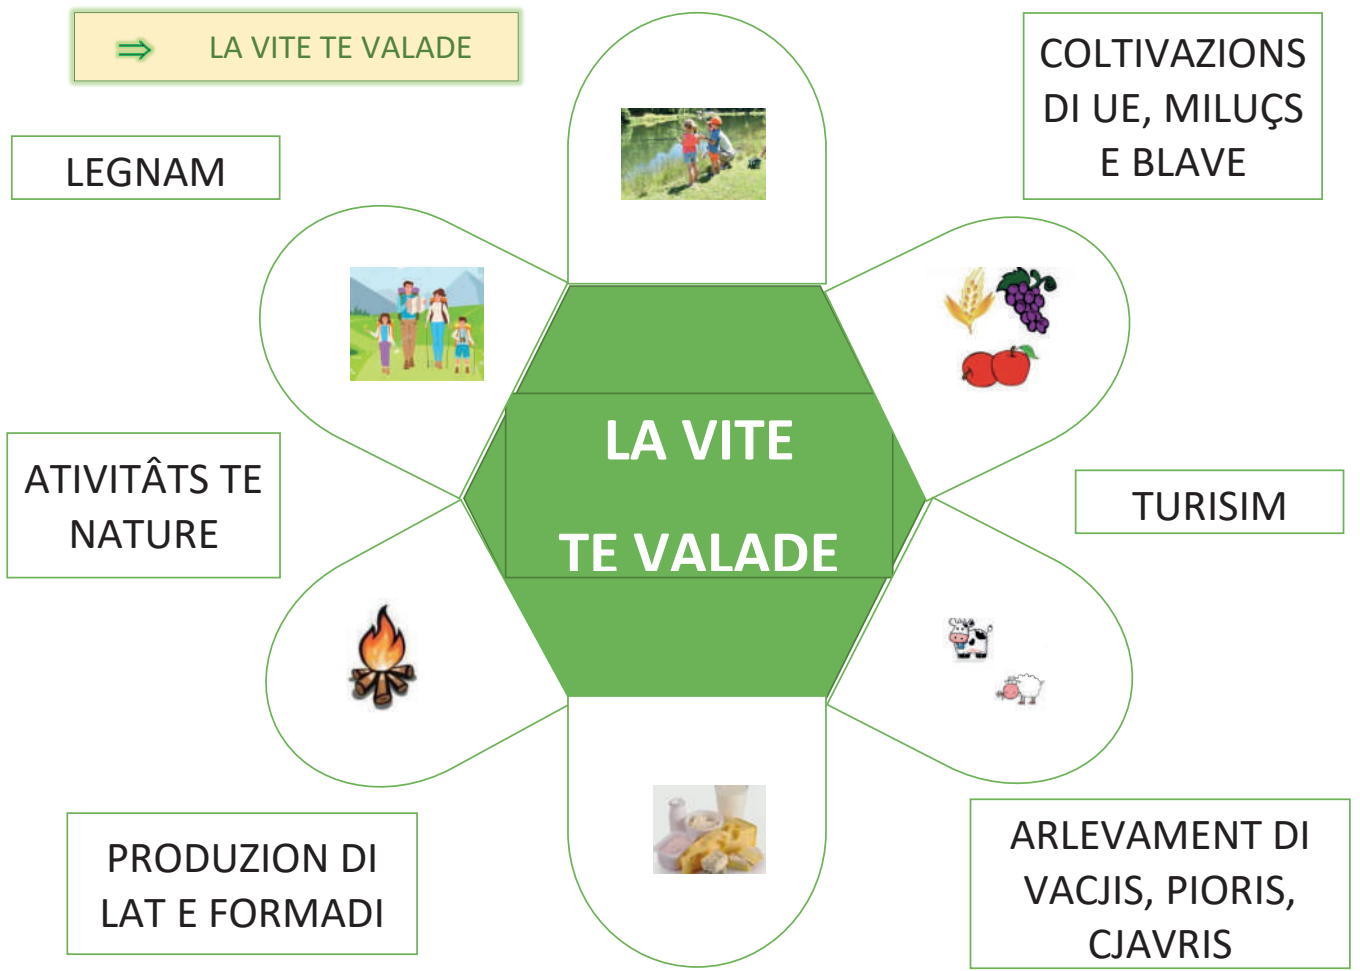 ⇒ LA VITE TE VALADE
COLTIVAZIONS
DI UE, MILUÇS
E BLAVE
LEGNAM
LA VITE
TE VALADE
ATIVITÂTS TE
NATURE
TURISIM
PRODUZION DI
LAT E FORMADI
ARLEVAMENT DI
VACJIS, PIORIS,
CJAVRIS